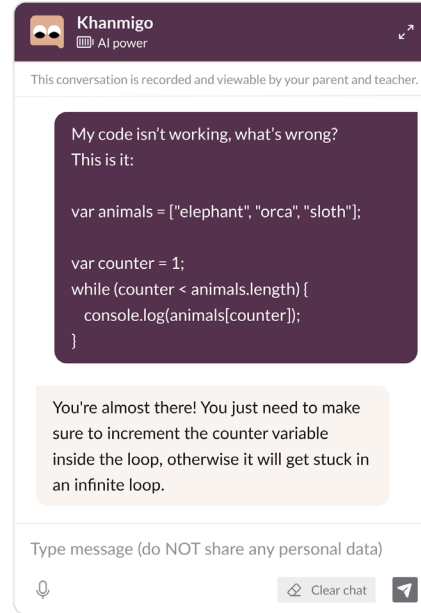 Khanmigo
AI power
This conversation is recorded and viewable by your parent and teacher.
My code isn’t working, what’s wrong?
This is it:
var animals = ["elephant", "orca", "sloth"];
var counter = 1;
while (counter < animals.length) {
console.log(animals[counter]);
}
You're almost there! You just need to make
sure to increment the counter variable
inside the loop, otherwise it will get stuck in
an infinite loop.
Type message (do NOT share any personal data)
Clear chat